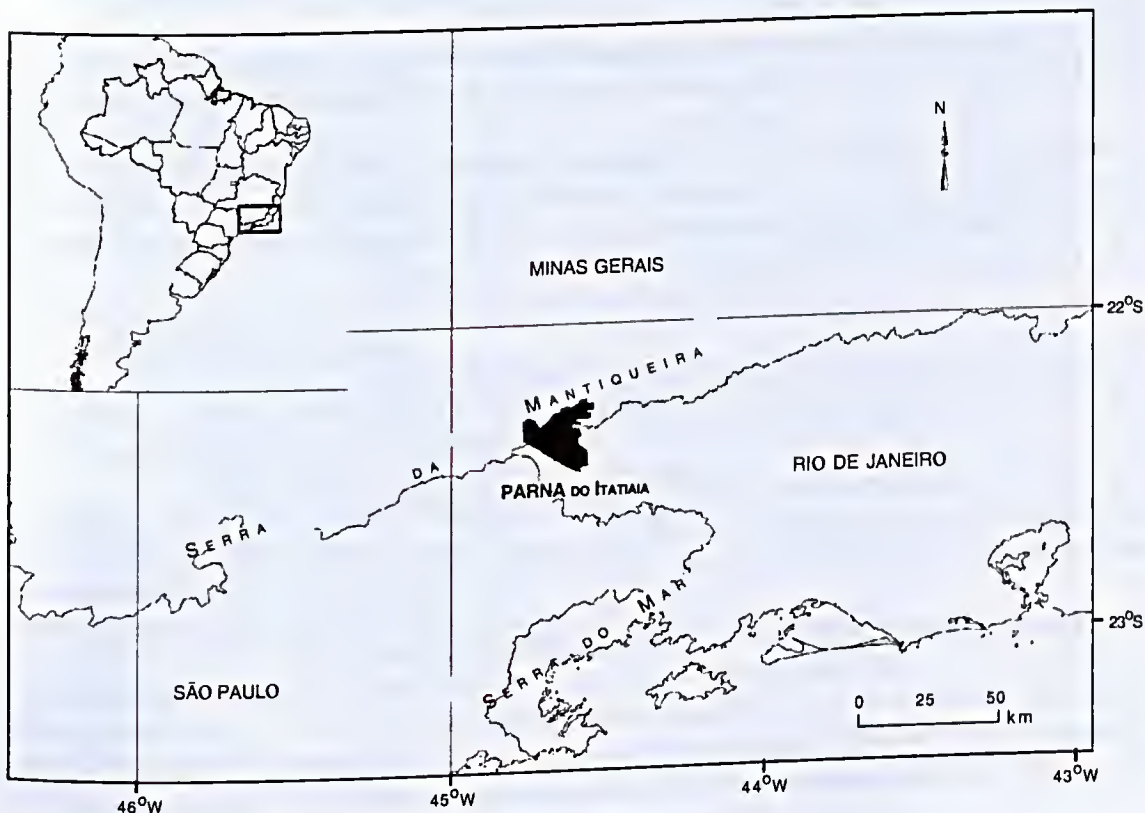 N
MINAS GERAIS
22°S
MANTIQUEIRA
DA
RIO DE JANEIRO
PARNA DO ITATIAIA
SERRA
SERRA DO MAR
23°S
SÃO PAULO
0 25 50
km
46°W
45°W
44°W
43°W